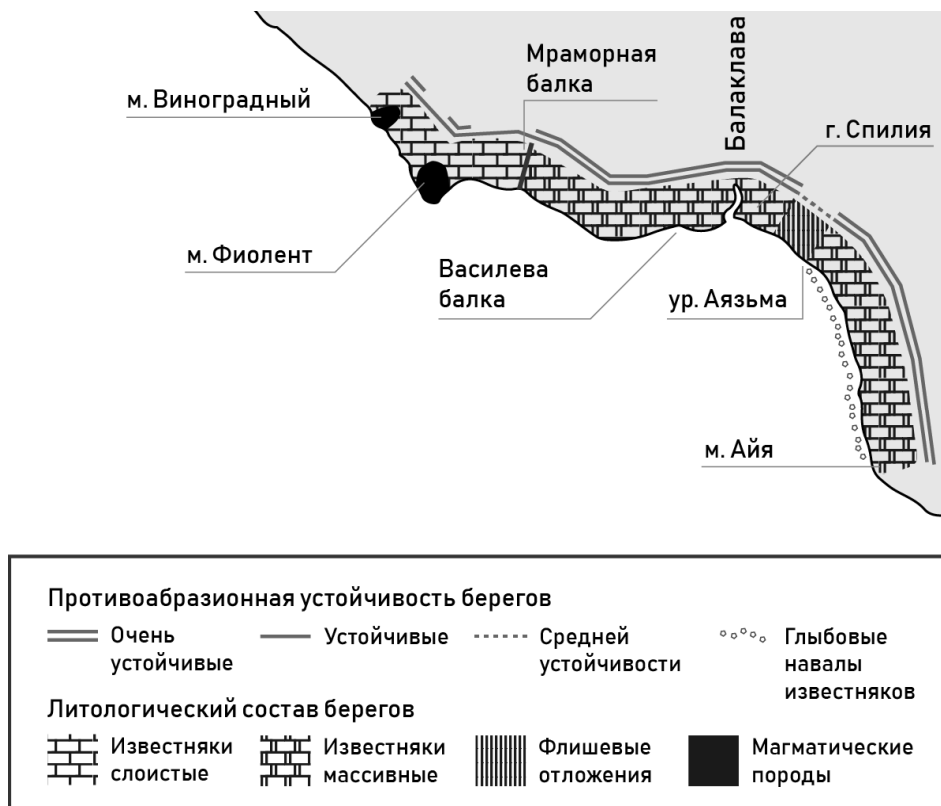 Мраморная
балка
Балаклава
м. Виноградный
г. Спилия
м. Фиолент
Василева
балка
ур. Аязьма
м. Айя
Противоабразионная устойчивость берегов
Очень
устойчивые
Устойчивые
Средней
устойчивости
Глыбовые
навалы
известняков
Литологический состав берегов
Известняки
слоистые
Известняки
массивные
Флишевые
отложения
Магматические
породы